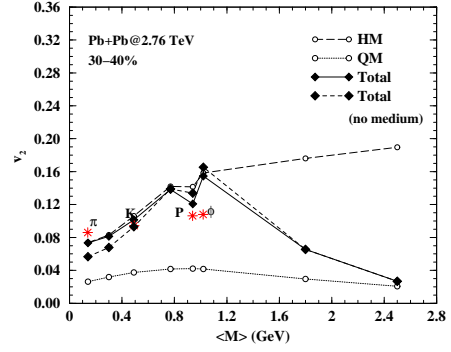 0.36
0.32
0.28
0.24
0.20
0.16
0.12
0.08
0.04
0.00
v2
Pb+Pb@2.76 TeV
30–40%
HM
QM
Total
Total
(no medium)
π
K
P
ϕ
0 0.4 0.8 1.2 1.6 2 2.4 2.8
<M> (GeV)